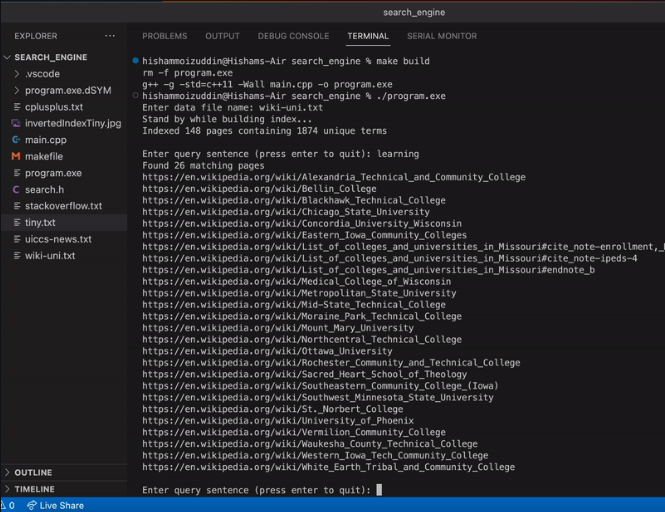 search_engine
EXPLORER ...
SEARCH_ENGINE
.vscode
program.exe.dSYM
cplusplus.txt
invertedIndexTiny.jpg
main.cpp
makefile
program.exe
search.h
stackoverflow.txt
tiny.txt
uiccs-news.txt
wiki-uni.txt
OUTLINE
TIMELINE
PROBLEMS OUTPUT DEBUG CONSOLE TERMINAL SERIAL MONITOR
hishammoizuddin@Hishams-Air search_engine % make build
rm -f program.exe
g++ -g -std=c++11 -Wall main.cpp -o program.exe
hishammoizuddin@Hishams-Air search_engine % ./program.exe
Enter data file name: wiki-uni.txt
Stand by while building index...
Indexed 148 pages containing 1874 unique terms
Enter query sentence (press enter to quit): learning
Found 26 matching pages
https://en.wikipedia.org/wiki/Alexandria_Technical_and_Community_College
https://en.wikipedia.org/wiki/Bellin_College
https://en.wikipedia.org/wiki/Blackhawk_Technical_College
https://en.wikipedia.org/wiki/Chicago_State_University
https://en.wikipedia.org/wiki/Concordia_University_Wisconsin
https://en.wikipedia.org/wiki/Eastern_Iowa_Community_Colleges
https://en.wikipedia.org/wiki/List_of_colleges_and_universities_in_Missouri#cite_note-enrollment,_
https://en.wikipedia.org/wiki/List_of_colleges_and_universities_in_Missouri#cite_note-ipeds-4
https://en.wikipedia.org/wiki/List_of_colleges_and_universities_in_Missouri#endnote_b
https://en.wikipedia.org/wiki/Medical_College_of_Wisconsin
https://en.wikipedia.org/wiki/Metropolitan_State_University
https://en.wikipedia.org/wiki/Mid-State_Technical_College
https://en.wikipedia.org/wiki/Moraine_Park_Technical_College
https://en.wikipedia.org/wiki/Mount_Mary_University
https://en.wikipedia.org/wiki/Northcentral_Technical_College
https://en.wikipedia.org/wiki/Ottawa_University
https://en.wikipedia.org/wiki/Rochester_Community_and_Technical_College
https://en.wikipedia.org/wiki/Sacred_Heart_School_of_Theology
https://en.wikipedia.org/wiki/Southeastern_Community_College_(Iowa)
https://en.wikipedia.org/wiki/Southwest_Minnesota_State_University
https://en.wikipedia.org/wiki/St._Norbert_College
https://en.wikipedia.org/wiki/University_of_Phoenix
https://en.wikipedia.org/wiki/Vermilion_Community_College
https://en.wikipedia.org/wiki/Waukesha_County_Technical_College
https://en.wikipedia.org/wiki/Western_Iowa_Tech_Community_College
https://en.wikipedia.org/wiki/White_Earth_Tribal_and_Community_College
Enter query sentence (press enter to quit):
0 Live Share